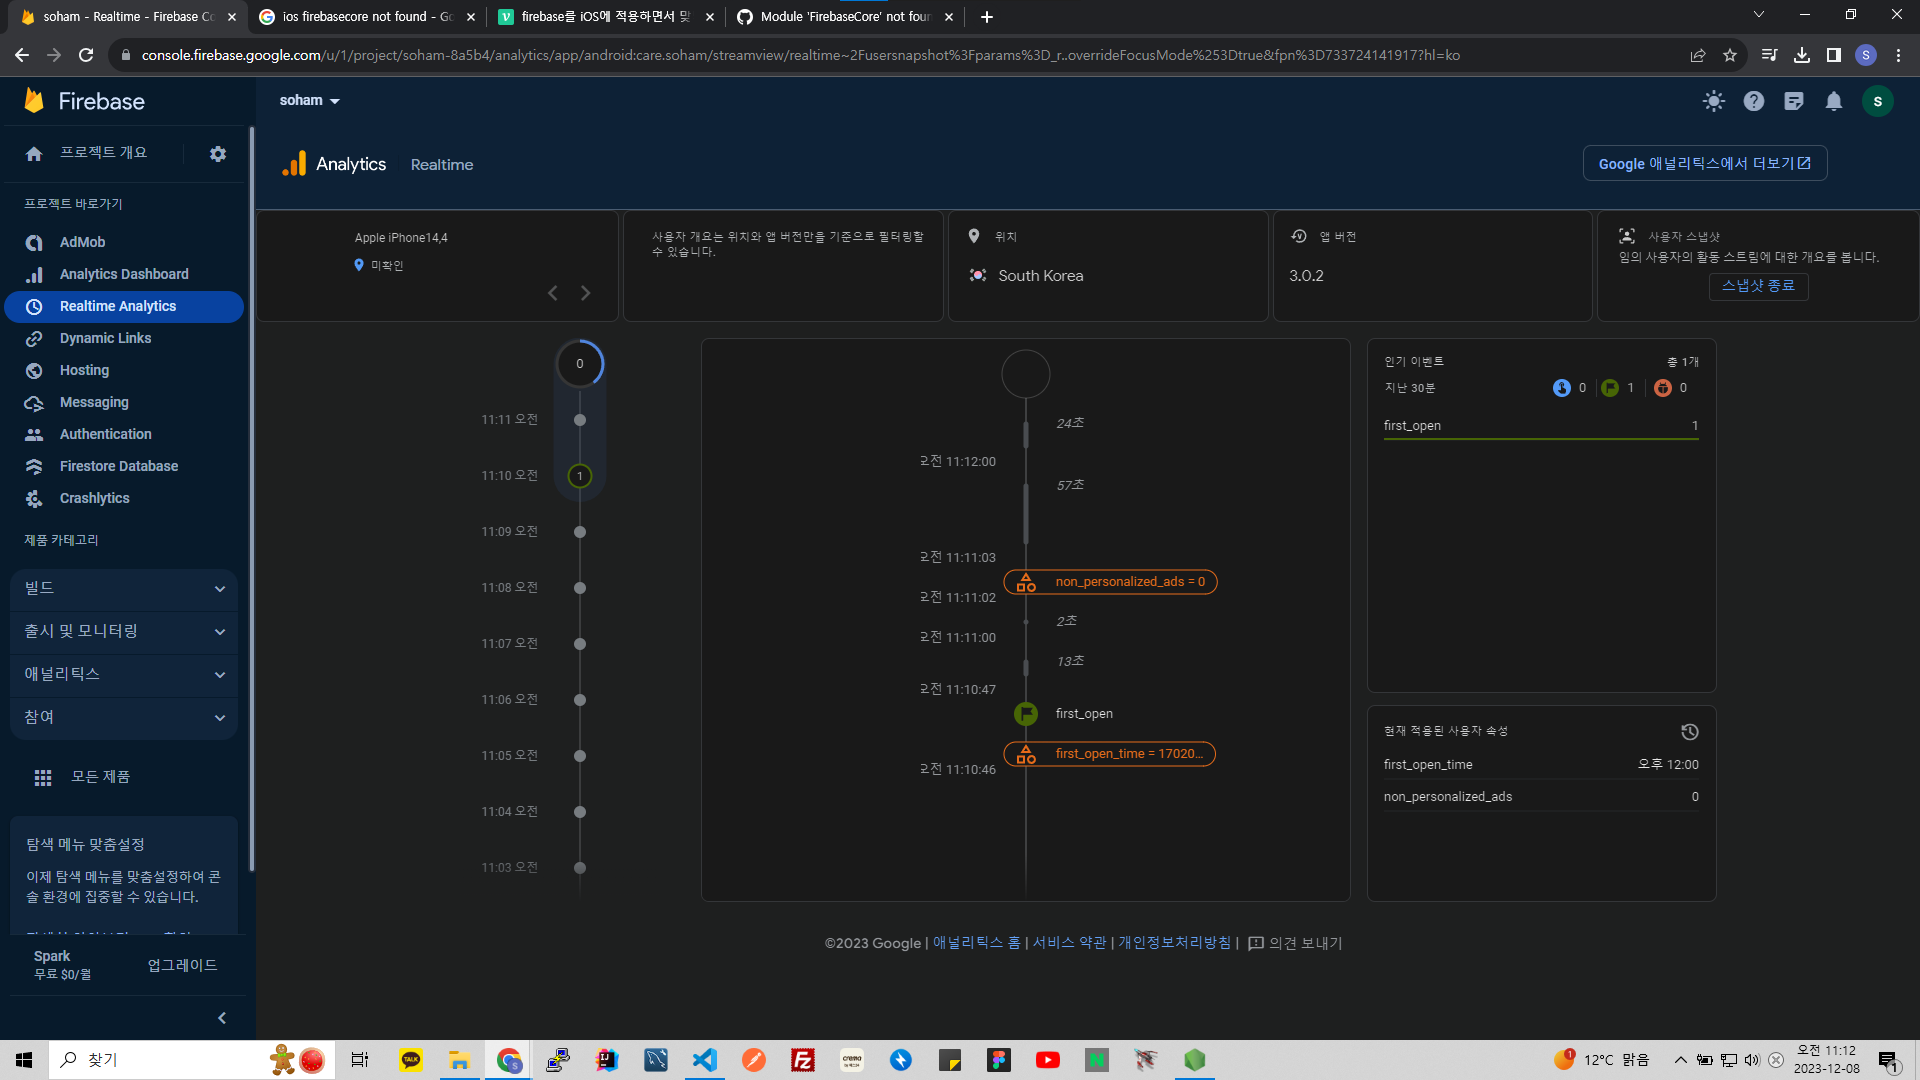 soham - Realtime - Firebase Co
ios firebasecore not found - Go
firebase를 iOS에 적용하면서 맞
Module 'FirebaseCore' not foun
console.firebase.google.com/u/1/project/soham-8a5b4/analytics/app/android:care.soham/streamview/realtime~2Fusersnapshot%3Fparams%3D_r..overrideFocusMode%253Dtrue&fpn%3D733724141917?hl=ko
S
Firebase
soham
S
프로젝트 개요
Analytics
Realtime
Google 애널리틱스에서 더보기
프로젝트 바로가기
AdMob
Analytics Dashboard
Realtime Analytics
Dynamic Links
Hosting
Messaging
Authentication
Firestore Database
Crashlytics
제품 카테고리
빌드
출시 및 모니터링
애널리틱스
참여
모든 제품
탐색 메뉴 맞춤설정
이제 탐색 메뉴를 맞춤설정하여 콘
솔 환경에 집중할 수 있습니다.
Spark
무료 $0/월
업그레이드
Apple iPhone14,4
미확인
사용자 개요는 위치와 앱 버전만을 기준으로 필터링할
수 있습니다.
위치
South Korea
앱 버전
3.0.2
사용자 스냅샷
임의 사용자의 활동 스트림에 대한 개요를 봅니다.
스냅샷 종료
0
11:11 오전
11:10 오전
1
11:09 오전
11:08 오전
11:07 오전
11:06 오전
11:05 오전
11:04 오전
11:03 오전
24초
오전 11:12:00
57초
오전 11:11:03
non_personalized_ads = 0
오전 11:11:02
2초
오전 11:11:00
13초
오전 11:10:47
first_open
first_open_time = 17020...
오전 11:10:46
인기 이벤트
총 1개
지난 30분
0
1
0
first_open
1
현재 적용된 사용자 속성
first_open_time
오후 12:00
non_personalized_ads
0
©2023 Google | 애널리틱스 홈 | 서비스 약관 | 개인정보처리방침 | 의견 보내기
찾기
TALK
IJ
Fz
crema
N
1
12°C 맑음
오전 11:12
2023-12-08
1